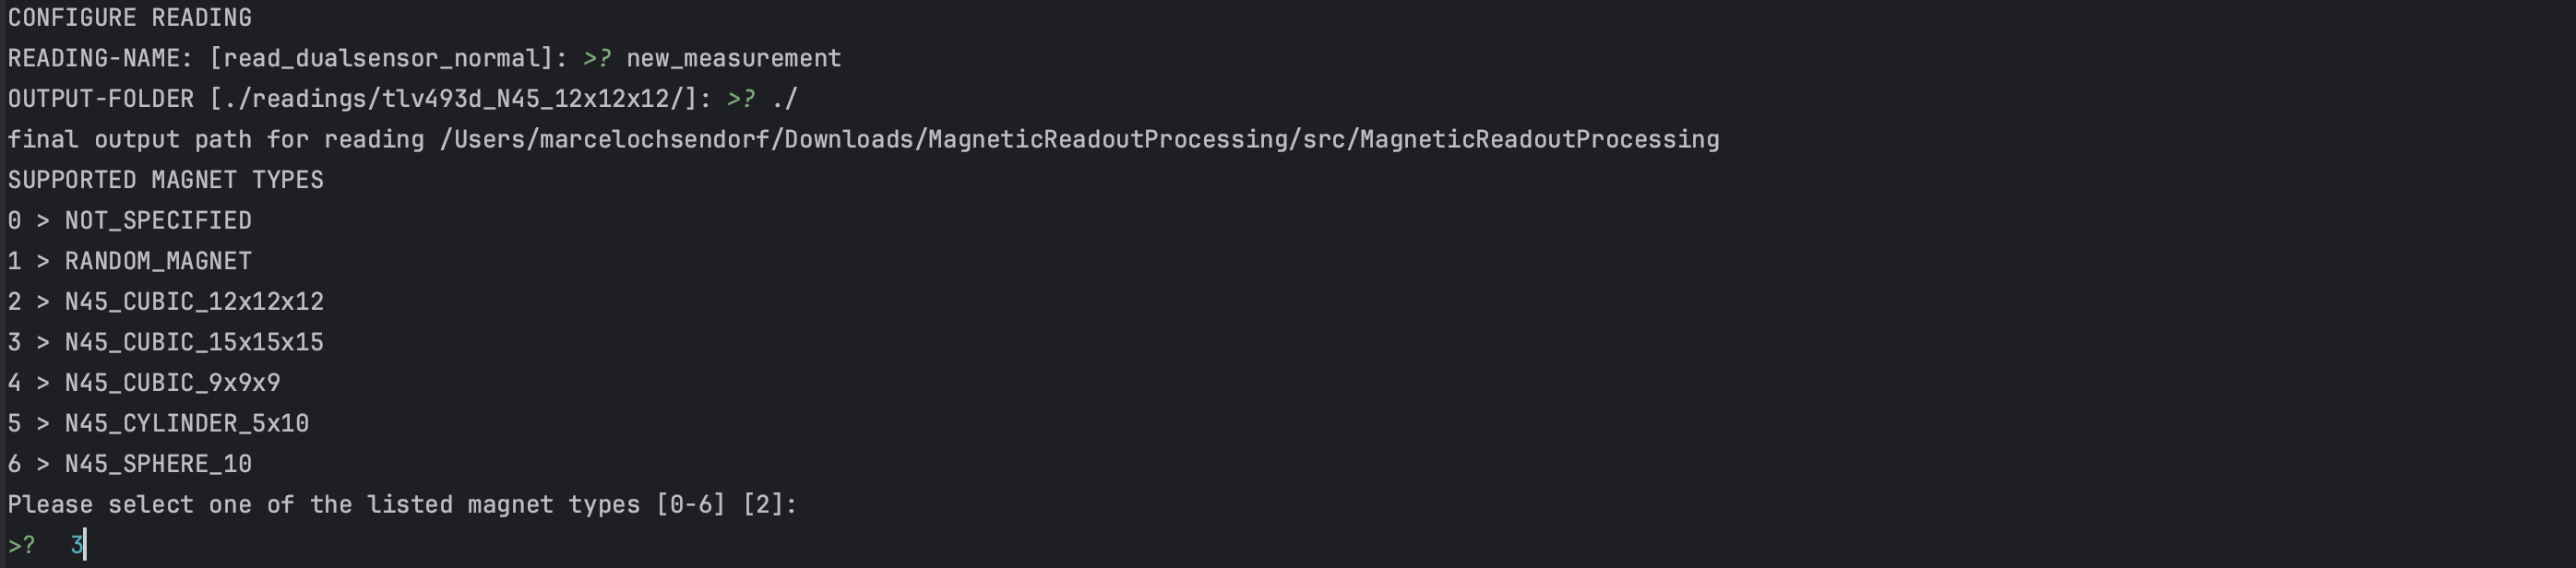 CONFIGURE READING
READING-NAME: [read_dualsensor_normal]: >? new_measurement
OUTPUT-FOLDER [./readings/tlv493d_N45_12x12x12/]: >? ./
final output path for reading /Users/marcelochsendorf/Downloads/MagneticReadoutProcessing/src/MagneticReadoutProcessing
SUPPORTED MAGNET TYPES
0 > NOT_SPECIFIED
1 > RANDOM_MAGNET
2 > N45_CUBIC_12x12x12
3 > N45_CUBIC_15x15x15
4 > N45_CUBIC_9x9x9
5 > N45_CYLINDER_5x10
6 > N45_SPHERE_10
Please select one of the listed magnet types [0-6] [2]:
>? 3